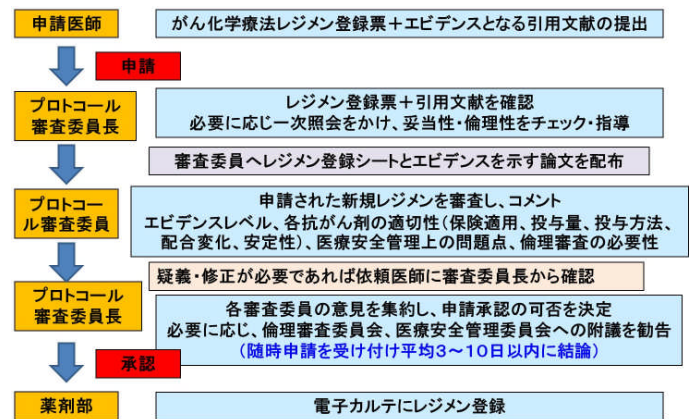 申請医師
がん化学療法レジメン登録票＋エビデンスとなる引用文献の提出
申請
プロトコール
審査委員長
レジメン登録票＋引用文献を確認
必要に応じ一次照会をかけ、妥当性・倫理性をチェック・指導
審査委員へレジメン登録シートとエビデンスを示す論文を配布
プロトコー
ル審査委員
申請された新規レジメンを審査し、コメント
エビデンスレベル、各抗がん剤の適切性（保険適用、投与量、投与方法、
配合変化、安定性）、医療安全管理上の問題点、倫理審査の必要性
疑義・修正が必要であれば依頼医師に審査委員長から確認
プロトコール
審査委員長
各審査委員の意見を集約し、申請承認の可否を決定
必要に応じ、倫理審査委員会、医療安全管理委員会への附議を勧告
（随時申請を受け付け平均３～１０日以内に結論）
承認
薬剤部
電子カルテにレジメン登録